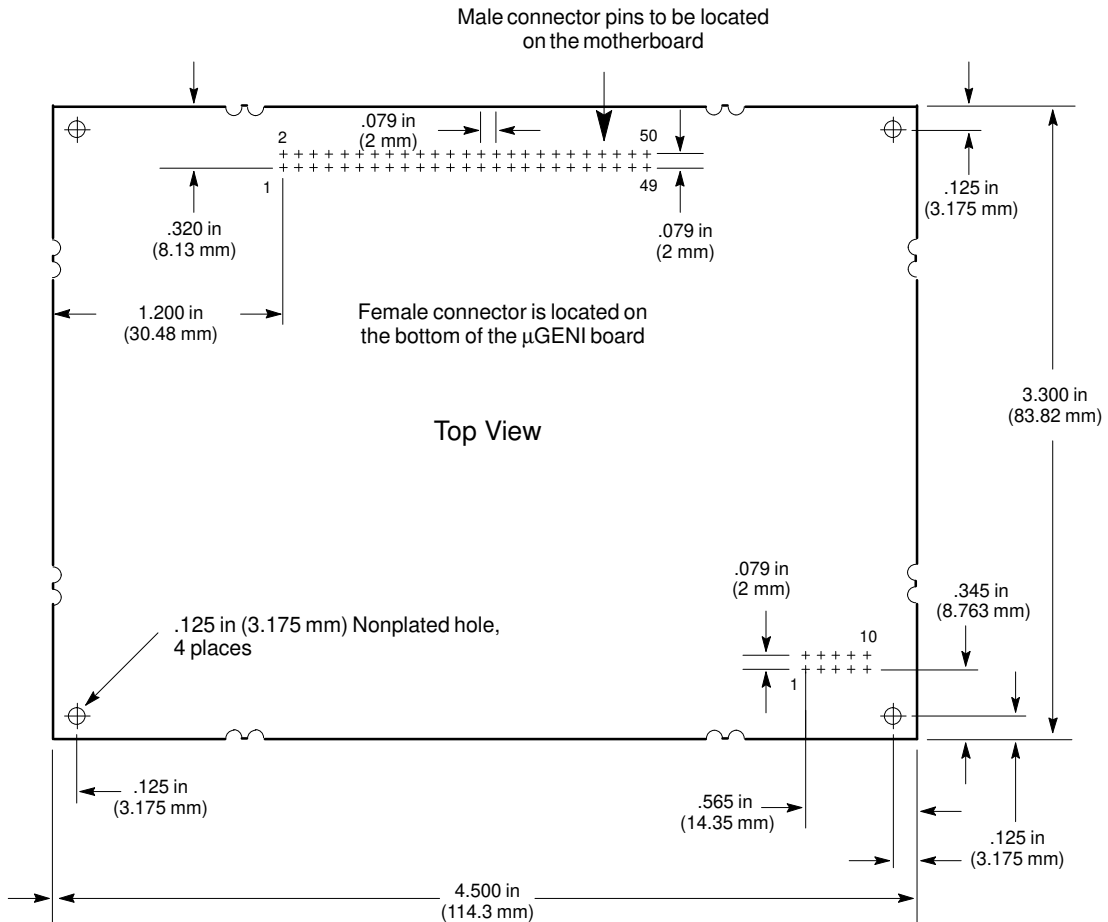 Male connector pins to be located
on the motherboard
.079 in
(2 mm)
2
50
1
49
.125 in
(3.175 mm)
.320 in
(8.13 mm)
.079 in
(2 mm)
1.200 in
(30.48 mm)
Female connector is located on
the bottom of the μGENI board
3.300 in
(83.82 mm)
Top View
.079 in
(2 mm)
.345 in
(8.763 mm)
.125 in (3.175 mm) Nonplated hole,
4 places
10
1
.125 in
(3.175 mm)
.565 in
(14.35 mm)
.125 in
(3.175 mm)
4.500 in
(114.3 mm)